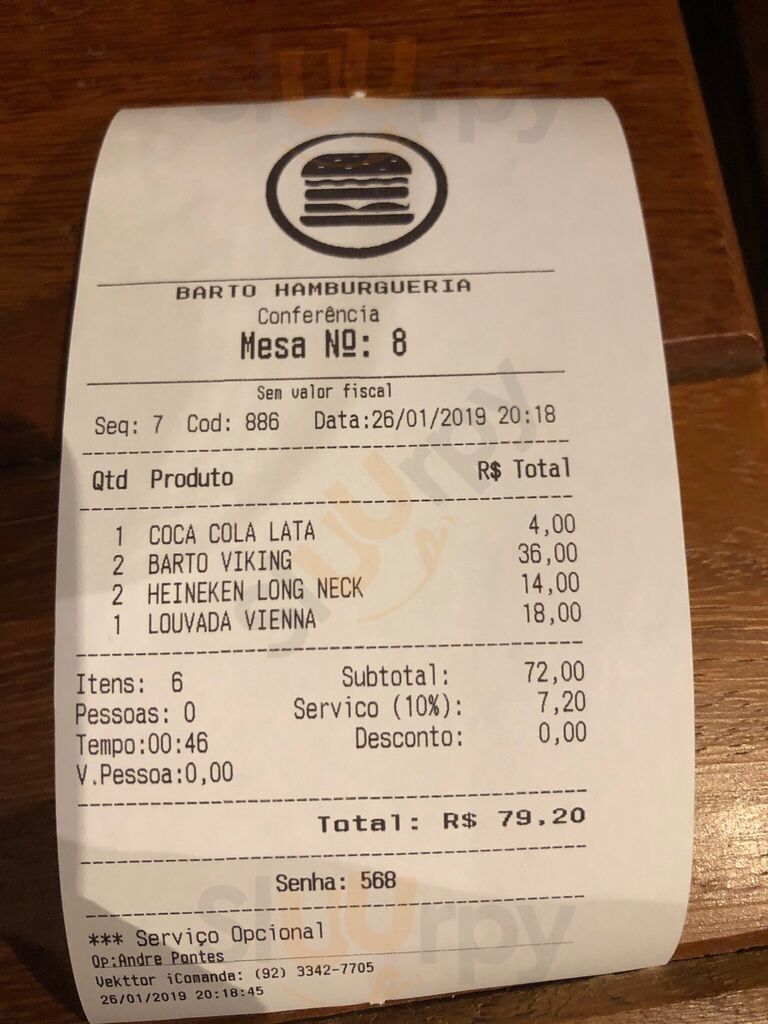 BARTO HAMBURGUERIA
Conferência
Mesa Nº: 8
Sem valor fiscal
Seq: 7 Cod: 886 Data:26/01/2019 20:18
Qtd Produto R$ Total
1 COCA COLA LATA 4,00
2 BARTO VIKING 36,00
2 HEINEKEN LONG NECK 14,00
1 LOUVADA VIENNA 18,00
Itens: 6 Subtotal: 72,00
Pessoas: 0 Servico (10%): 7,20
Tempo:00:46 Desconto: 0,00
V.Pessoa:0,00
Total: R$ 79,20
Senha: 568
*** Serviço Opcional
Op:Andre Pontes
Vekttor iComanda: (92) 3342-7705
26/01/2019 20:18:45
sluurpy
sluurpy
sluurpy